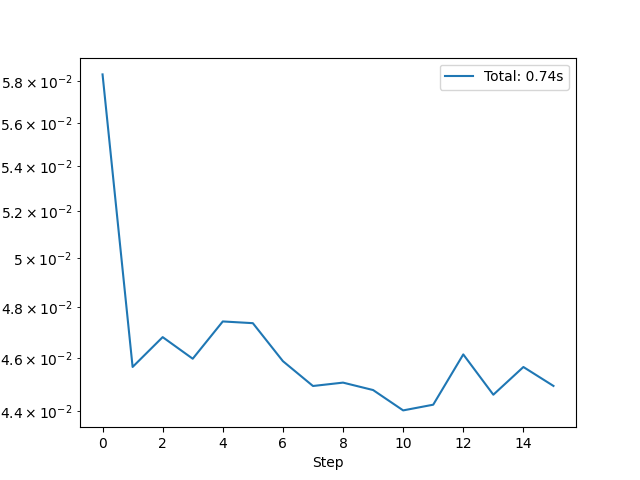 Total: 0.74s
5.8 × 10⁻²
5.6 × 10⁻²
5.4 × 10⁻²
5.2 × 10⁻²
5 × 10⁻²
4.8 × 10⁻²
4.6 × 10⁻²
4.4 × 10⁻²
0 2 4 6 8 10 12 14
Step